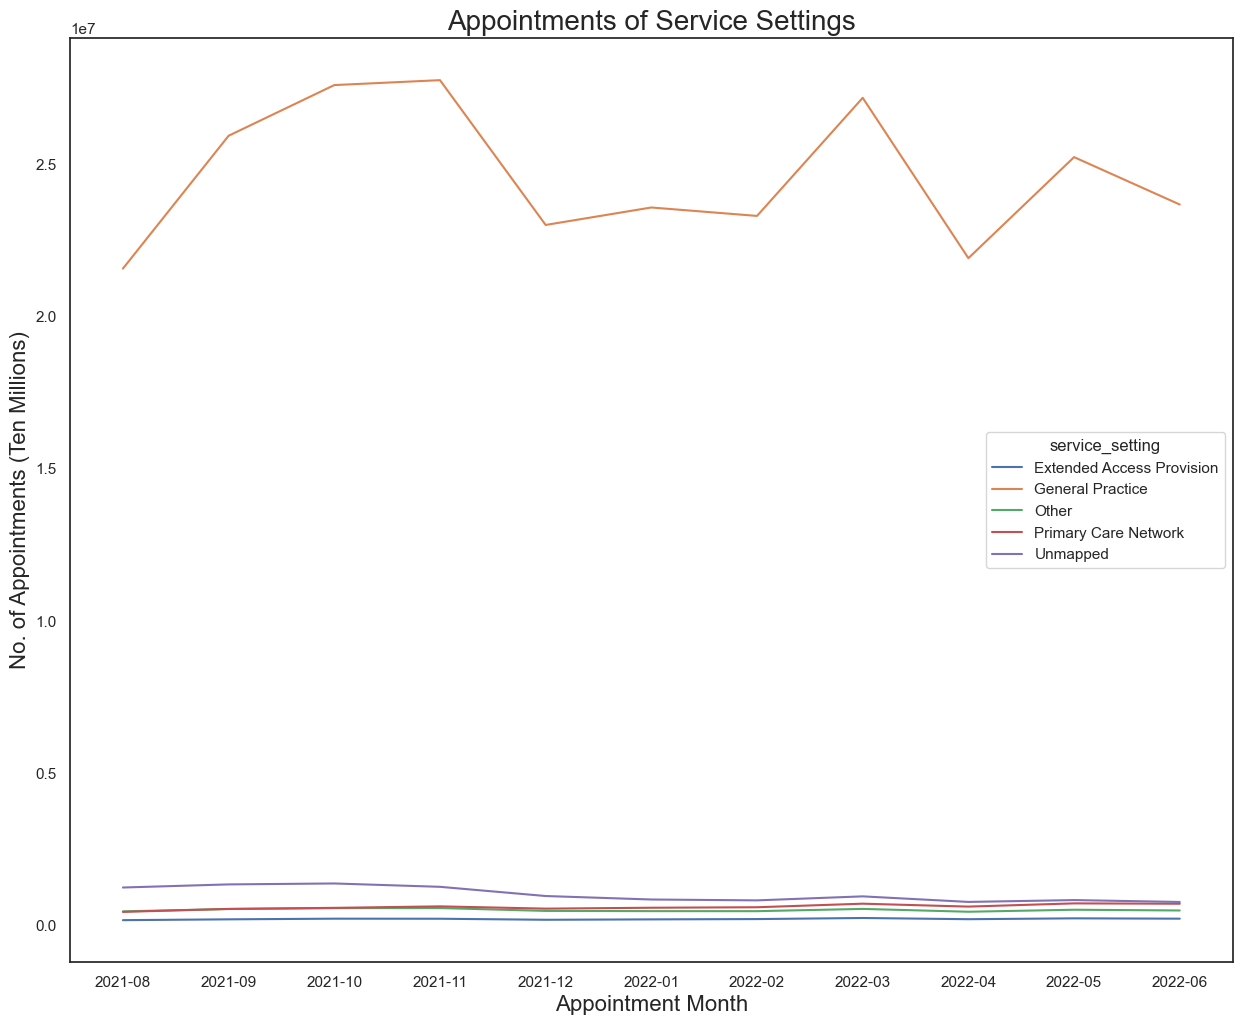 Appointments of Service Settings
1e7
2.5
2.0
1.5
1.0
0.5
0.0
No. of Appointments (Ten Millions)
service_setting
Extended Access Provision
General Practice
Other
Primary Care Network
Unmapped
2021-08 2021-09 2021-10 2021-11 2021-12 2022-01 2022-02 2022-03 2022-04 2022-05 2022-06
Appointment Month